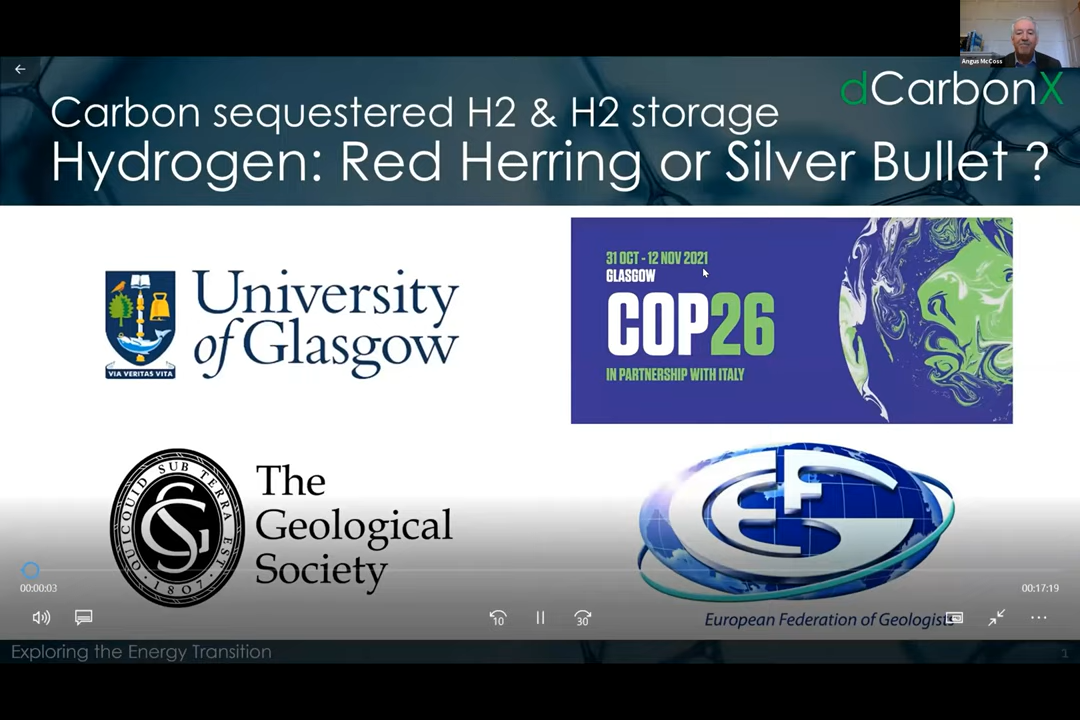 Angus McCoss
dCarbonX
Carbon sequestered H2 & H2 storage
Hydrogen: Red Herring or Silver Bullet ?
University
of Glasgow
VIA VERITAS VITA
31 OCT - 12 NOV 2021
GLASGOW
COP26
IN PARTNERSHIP WITH ITALY
QUICQUID SUB TERRA EST
1807
GS
The
Geological
Society
EFG
European Federation of Geologists
00:00:03
00:17:19
10
30
Exploring the Energy Transition
1